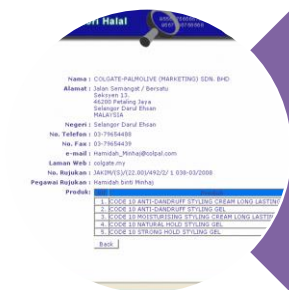 ri Halal
Nama : COLGATE-PALMOLIVE (MARKETING) SDN. BHD
Alamat : Jalan Semangat / Bersatu
Seksyen 13,
46200 Petaling Jaya
Selangor Darul Ehsan
MALAYSIA
Negeri : Selangor Darul Ehsan
No. Telefon : 03-79654488
No. Fax : 03-79654439
e-mail : Hamidah_Minhaj@colpal.com
Laman Web : colgate.my
No. Rujukan : JAKIM/(S)/(22.00)/492/2/ 1 038-03/2008
Pegawai Rujukan : Hamidah binti Minhaj
Produk:
1. CODE 10 ANTI-DANDRUFF STYLING CREAM LONG LASTING
2. CODE 10 ANTI-DANDRUFF STYLING GEL
3. CODE 10 MOISTURISING STYLING CREAM LONG LASTIN
4. CODE 10 NATURAL HOLD STYLING GEL
5. CODE 10 STRONG HOLD STYLING GEL
Back